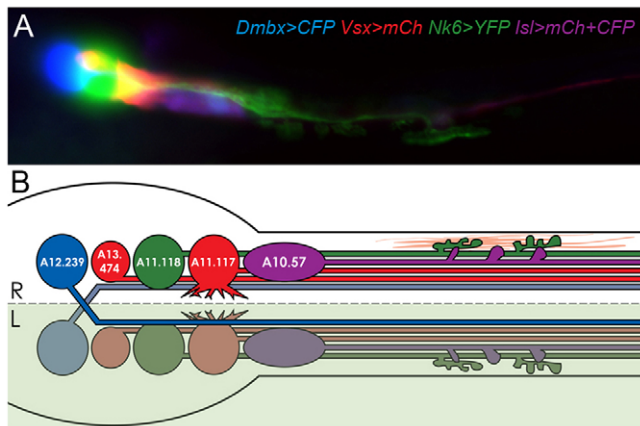 A
Dmbx>CFP Vsx>mCh Nk6>YFP Isl>mCh+CFP
B
A12.239
A13.
474
A11.118
A11.117
A10.57
R
L